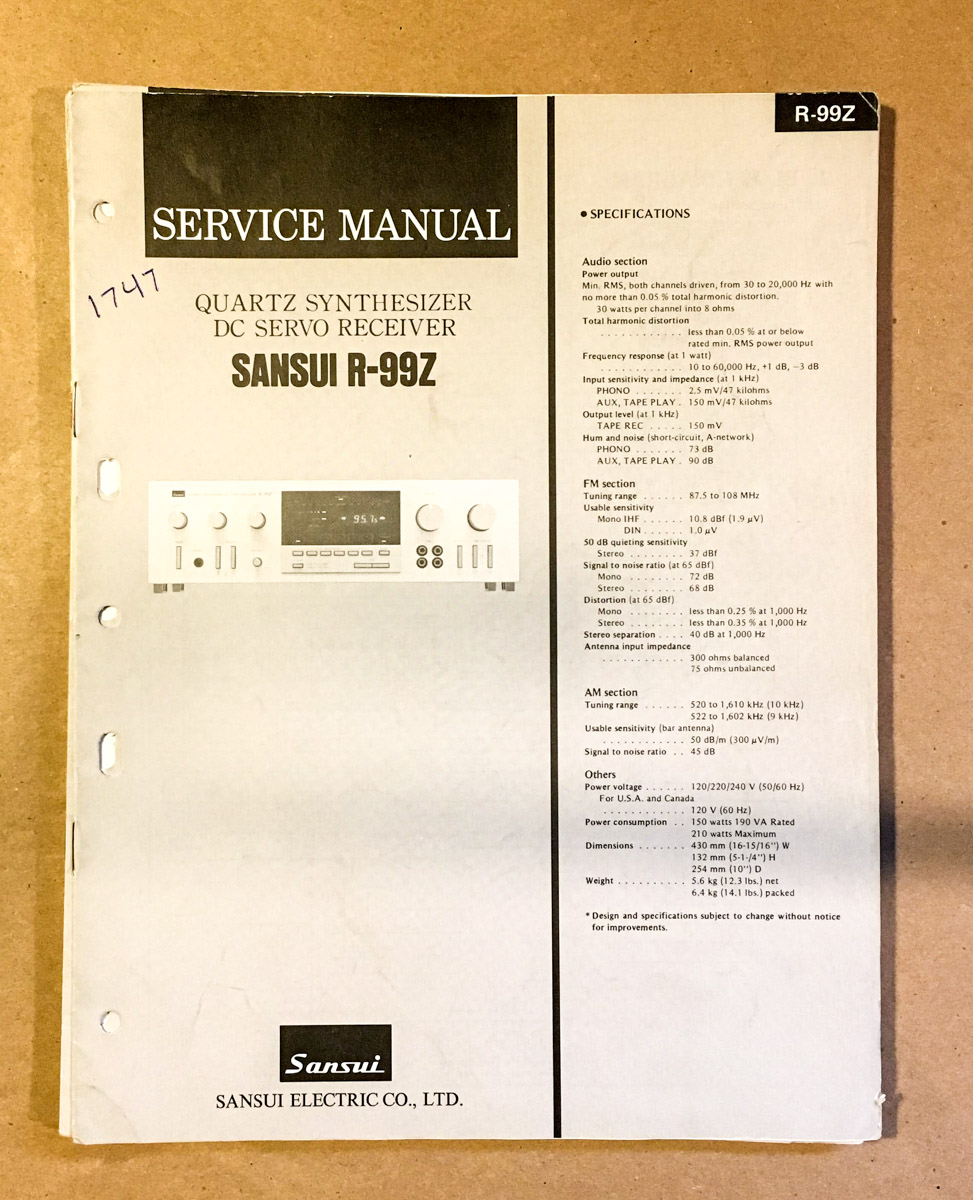 SERVICE MANUAL
1747
QUARTZ SYNTHESIZER
DC SERVO RECEIVER
SANSUI R-99Z
95.7
Sansui
SANSUI ELECTRIC CO., LTD.
R-99Z
● SPECIFICATIONS
Audio section
Power output
Min. RMS, both channels driven, from 30 to 20,000 Hz with
no more than 0.05 % total harmonic distortion.
30 watts per channel into 8 ohms
Total harmonic distortion
. . . . . . . . . . . . less than 0.05 % at or below
rated min. RMS power output
Frequency response (at 1 watt)
. . . . . . . . . . . . 10 to 60,000 Hz, +1 dB, −3 dB
Input sensitivity and impedance (at 1 kHz)
PHONO . . . . . . . 2.5 mV/47 kilohms
AUX, TAPE PLAY . 150 mV/47 kilohms
Output level (at 1 kHz)
TAPE REC . . . . . 150 mV
Hum and noise (short-circuit, A-network)
PHONO . . . . . . . 73 dB
AUX, TAPE PLAY . 90 dB
FM section
Tuning range . . . . . . 87.5 to 108 MHz
Usable sensitivity
Mono IHF . . . . . . 10.8 dBf (1.9 μV)
DIN . . . . . . 1.0 μV
50 dB quieting sensitivity
Stereo . . . . . . . . 37 dBf
Signal to noise ratio (at 65 dBf)
Mono . . . . . . . . 72 dB
Stereo . . . . . . . . 68 dB
Distortion (at 65 dBf)
Mono . . . . . . . . less than 0.25 % at 1,000 Hz
Stereo . . . . . . . . less than 0.35 % at 1,000 Hz
Stereo separation . . . . 40 dB at 1,000 Hz
Antenna input impedance
. . . . . . . . . . . . 300 ohms balanced
75 ohms unbalanced
AM section
Tuning range . . . . . . 520 to 1,610 kHz (10 kHz)
522 to 1,602 kHz (9 kHz)
Usable sensitivity (bar antenna)
. . . . . . . . . . . . 50 dB/m (300 μV/m)
Signal to noise ratio . . 45 dB
Others
Power voltage . . . . . . 120/220/240 V (50/60 Hz)
For U.S.A. and Canada
. . . . . . . . . . . . 120 V (60 Hz)
Power consumption . . 150 watts 190 VA Rated
210 watts Maximum
Dimensions . . . . . . . 430 mm (16-15/16") W
132 mm (5-1-/4") H
254 mm (10") D
Weight . . . . . . . . . . 5.6 kg (12.3 lbs.) net
6.4 kg (14.1 lbs.) packed
* Design and specifications subject to change without notice
for improvements.